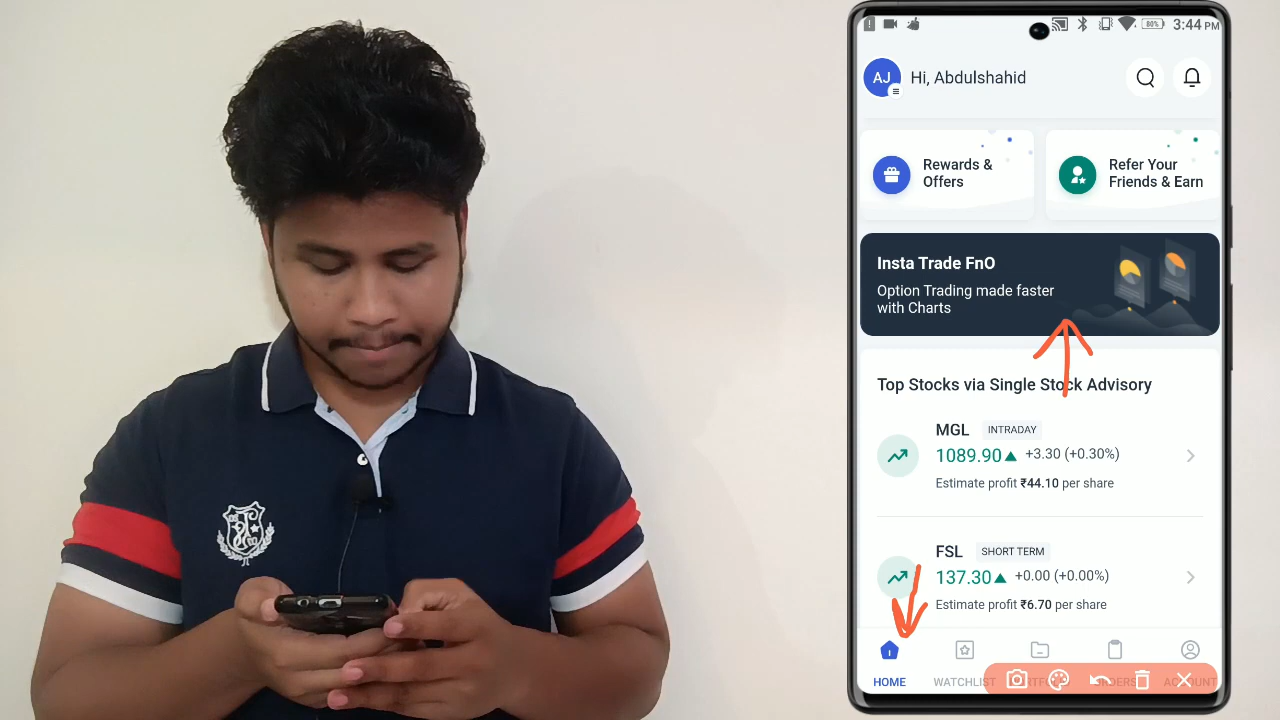 3:44 PM
80%
AJ
Hi, Abdulshahid
Rewards &
Offers
Refer Your
Friends & Earn
Insta Trade FnO
Option Trading made faster
with Charts
Top Stocks via Single Stock Advisory
MGL INTRADAY
1089.90 +3.30 (+0.30%)
Estimate profit ₹44.10 per share
FSL SHORT TERM
137.30 +0.00 (+0.00%)
Estimate profit ₹6.70 per share
HOME WATCHLIST ORDERS ACCOUNT